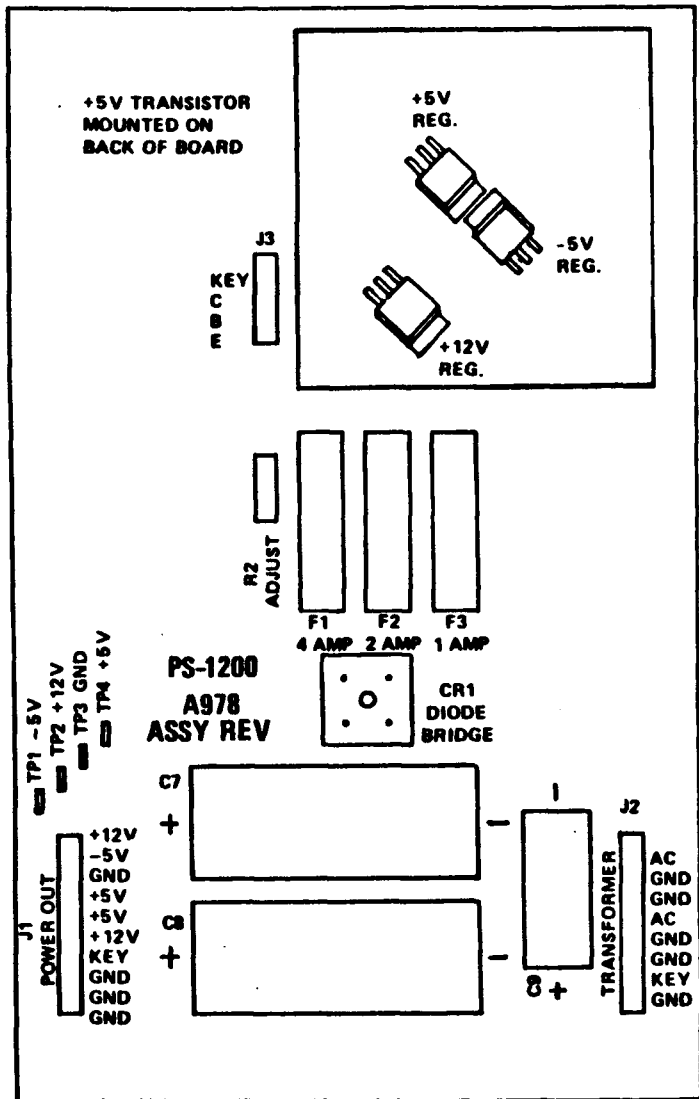 +5V TRANSISTOR
MOUNTED ON
BACK OF BOARD
+5V
REG.
-5V
REG.
+12V
REG.
J3
KEY
C
B
E
R2
ADJUST
F1
4 AMP
F2
2 AMP
F3
1 AMP
PS-1200
A978
ASSY REV
CR1
DIODE
BRIDGE
TP1 -5V
TP2 +12V
TP3 GND
TP4 +5V
C7
+
-
C8
+
-
-
C9
+
J1
POWER OUT
+12V
-5V
GND
+5V
+5V
+12V
KEY
GND
GND
GND
J2
TRANSFORMER
AC
GND
GND
AC
GND
GND
KEY
GND